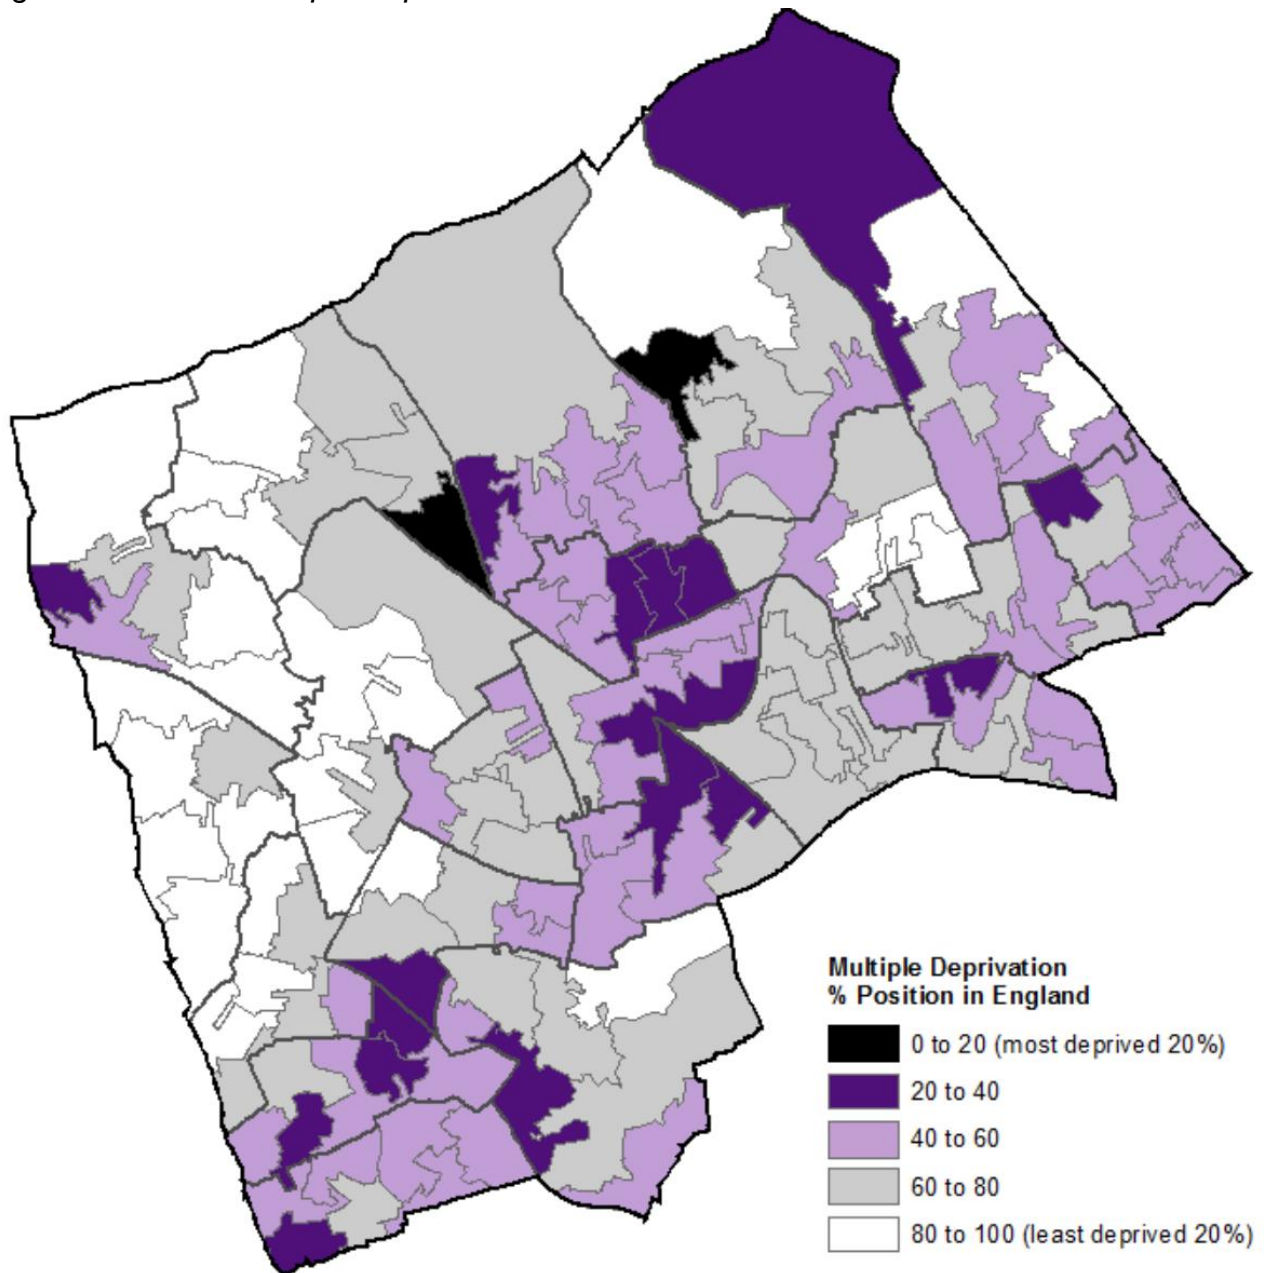 Multiple Deprivation
% Position in England
0 to 20 (most deprived 20%)
20 to 40
40 to 60
60 to 80
80 to 100 (least deprived 20%)